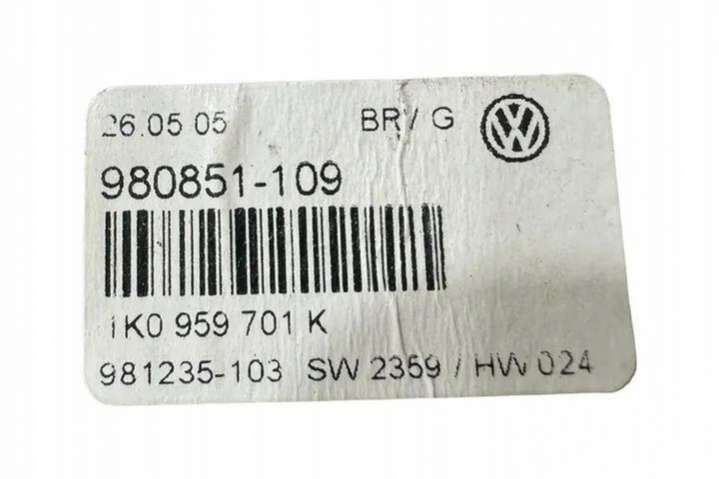 26.05.05 BR / G
980851-109
1K0 959 701 K
981235-103 SW 2359 / HW 024